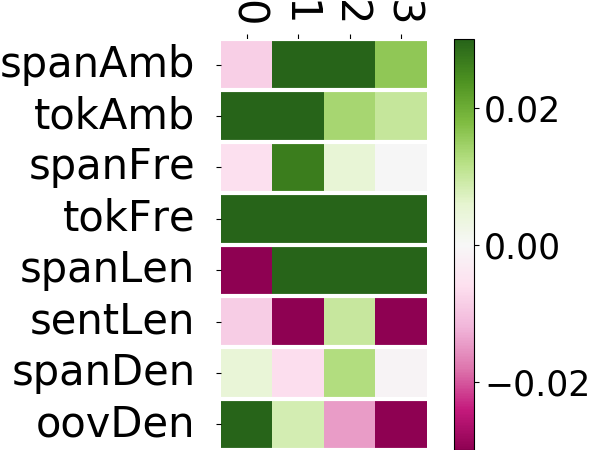 0 1 2 3
spanAmb
tokAmb
spanFre
tokFre
spanLen
sentLen
spanDen
oovDen
0.02
0.00
−0.02